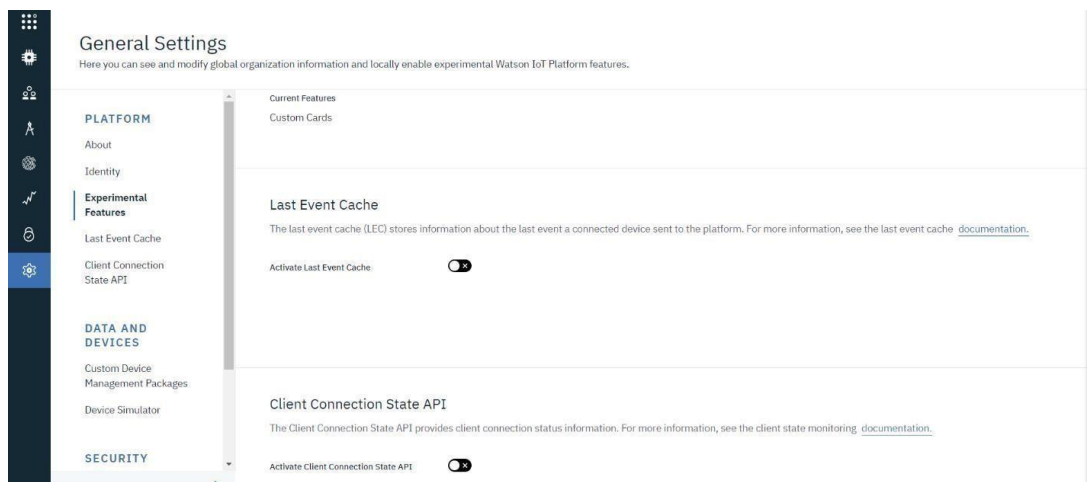 General Settings
Here you can see and modify global organization information and locally enable experimental Watson IoT Platform features.
PLATFORM
About
Identity
Experimental
Features
Last Event Cache
Client Connection
State API
DATA AND
DEVICES
Custom Device
Management Packages
Device Simulator
SECURITY
Current Features
Custom Cards
Last Event Cache
The last event cache (LEC) stores information about the last event a connected device sent to the platform. For more information, see the last event cache documentation.
Activate Last Event Cache
Client Connection State API
The Client Connection State API provides client connection status information. For more information, see the client state monitoring documentation.
Activate Client Connection State API